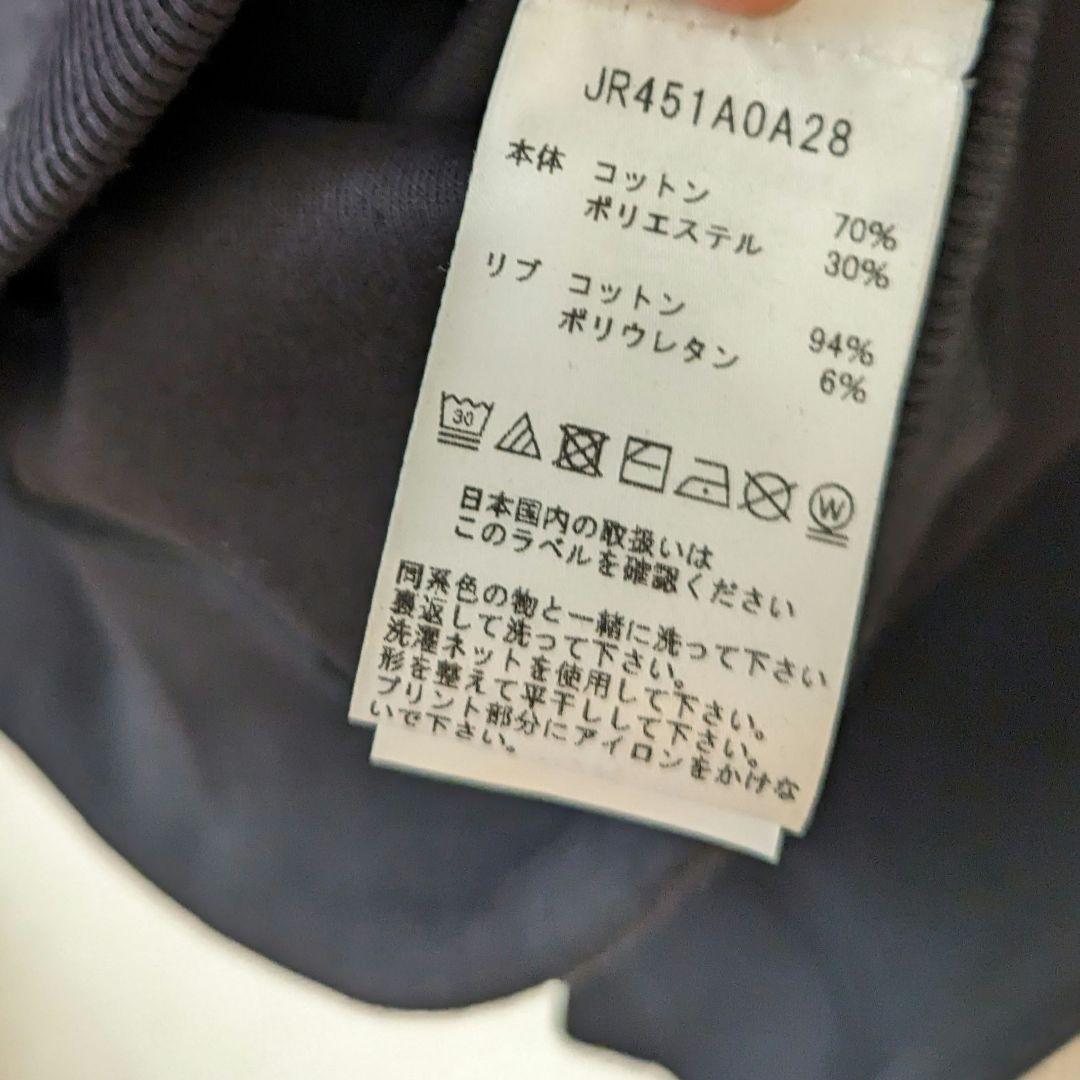 JR451A0A28
本体 コットン 70%
ポリエステル 30%
リブ コットン 94%
ポリウレタン 6%
30
W
日本国内の取扱いは
このラベルを確認ください
同系色の物と一緒に洗って下さい
裏返して洗って下さい。
洗濯ネットを使用して下さい。
形を整えて平干しして下さい。
プリント部分にアイロンをかけな
いで下さい。